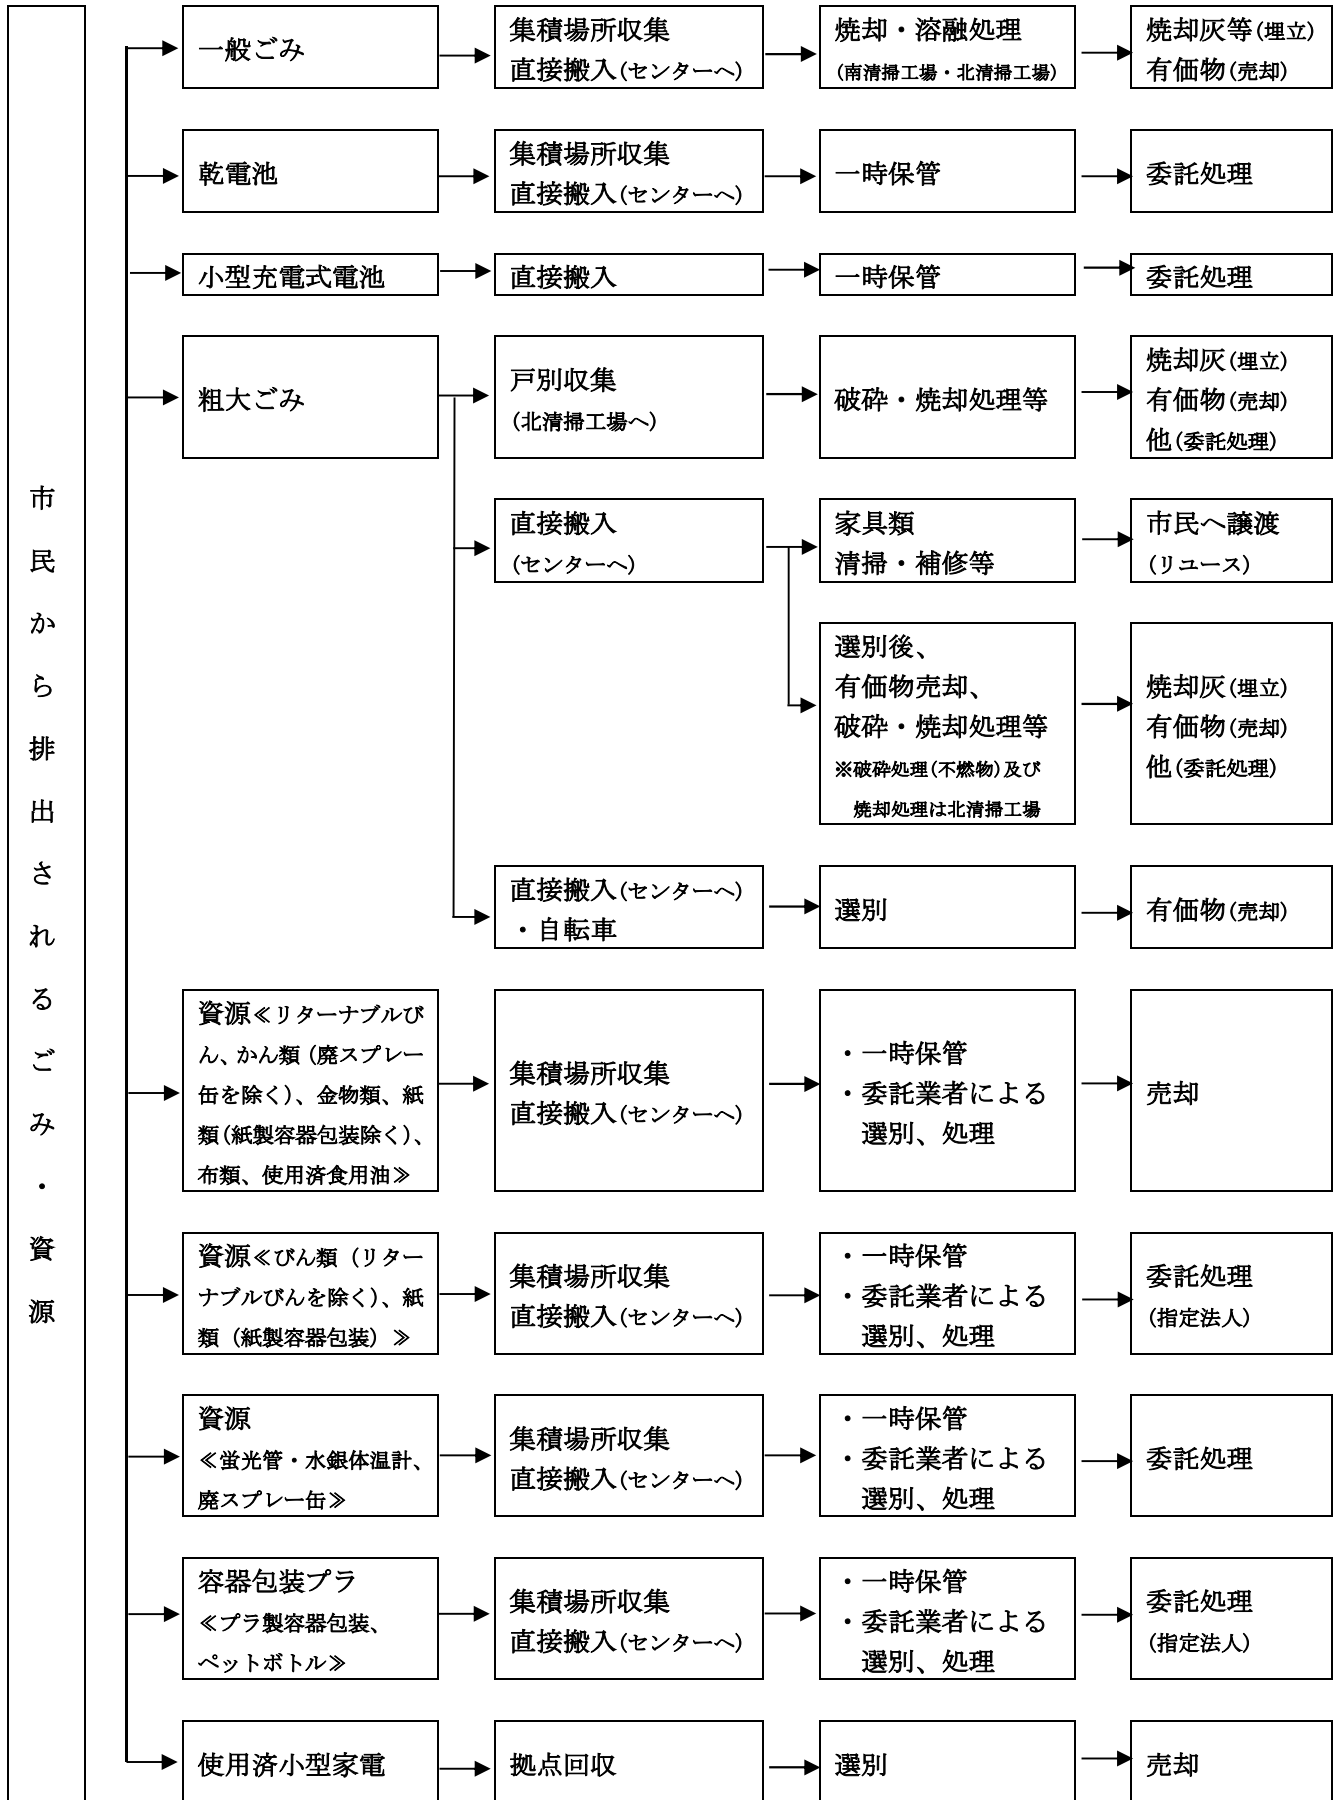 市民から排出されるごみ・資源
一般ごみ
集積場所収集
直接搬入(センターへ)
焼却・溶融処理
(南清掃工場・北清掃工場)
焼却灰等(埋立)
有価物(売却)
乾電池
集積場所収集
直接搬入(センターへ)
一時保管
委託処理
小型充電式電池
直接搬入
一時保管
委託処理
粗大ごみ
戸別収集
(北清掃工場へ)
破砕・焼却処理等
焼却灰(埋立)
有価物(売却)
他(委託処理)
直接搬入
(センターへ)
家具類
清掃・補修等
市民へ譲渡
(リユース)
選別後、
有価物売却、
破砕・焼却処理等
※破砕処理(不燃物)及び
焼却処理は北清掃工場
焼却灰(埋立)
有価物(売却)
他(委託処理)
直接搬入(センターへ)
・自転車
選別
有価物(売却)
資源≪リターナブルび
ん、かん類(廃スプレー
缶を除く)、金物類、紙
類(紙製容器包装除く)、
布類、使用済食用油≫
集積場所収集
直接搬入(センターへ)
・一時保管
・委託業者による
選別、処理
売却
資源≪びん類(リター
ナブルびんを除く)、紙
類(紙製容器包装)≫
集積場所収集
直接搬入(センターへ)
・一時保管
・委託業者による
選別、処理
委託処理
(指定法人)
資源
≪蛍光管・水銀体温計、
廃スプレー缶≫
集積場所収集
直接搬入(センターへ)
・一時保管
・委託業者による
選別、処理
委託処理
容器包装プラ
≪プラ製容器包装、
ペットボトル≫
集積場所収集
直接搬入(センターへ)
・一時保管
・委託業者による
選別、処理
委託処理
(指定法人)
使用済小型家電
拠点回収
選別
売却